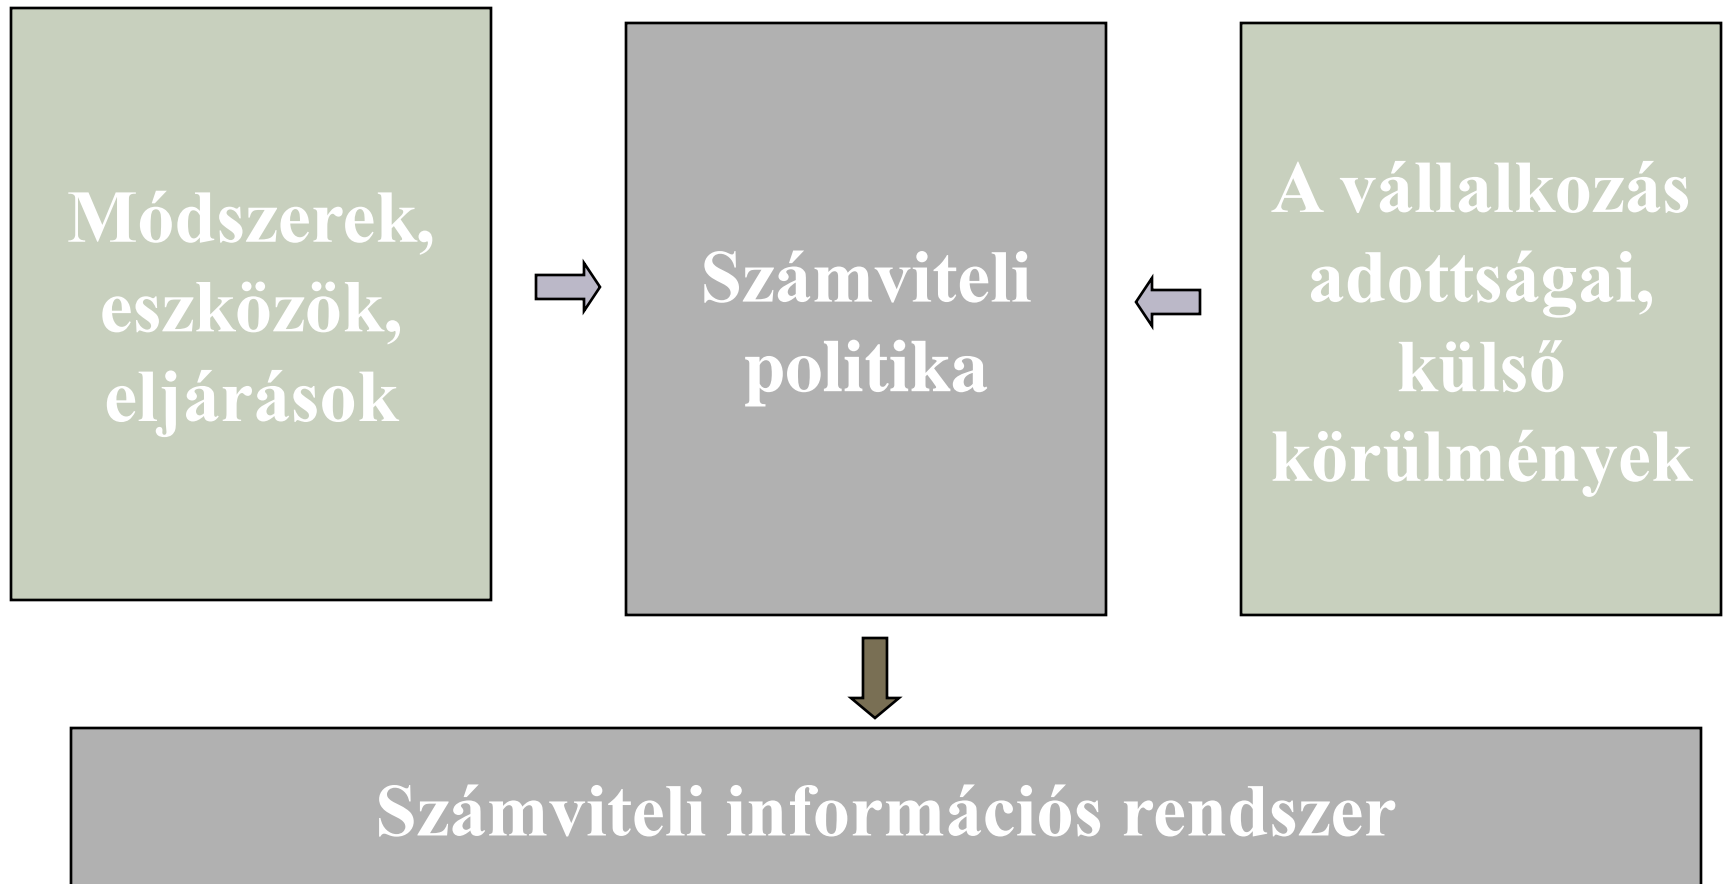 Módszerek,
eszközök,
eljárások
Számviteli
politika
A vállalkozás
adottságai,
külső
körülmények
Számviteli információs rendszer